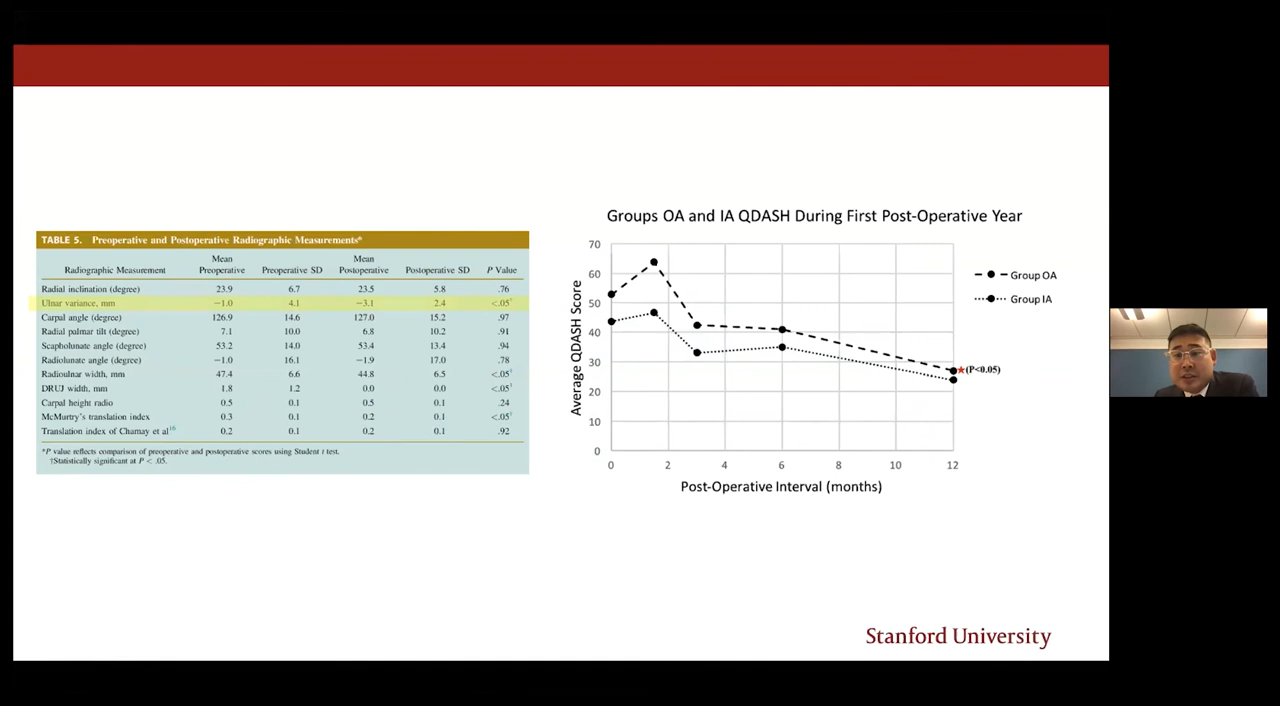 TABLE 5. Preoperative and Postoperative Radiographic Measurements*
Radiographic Measurement Mean Preoperative Preoperative SD Mean Postoperative Postoperative SD P Value
Radial inclination (degree) 23.9 6.7 23.5 5.8 .76
Ulnar variance, mm −1.0 4.1 −3.1 2.4 <.05†
Carpal angle (degree) 126.9 14.6 127.0 15.2 .97
Radial palmar tilt (degree) 7.1 10.0 6.8 10.2 .91
Scapholunate angle (degree) 53.2 14.0 53.4 13.4 .94
Radiolunate angle (degree) −1.0 16.1 −1.9 17.0 .78
Radioulnar width, mm 47.4 6.6 44.8 6.5 <.05†
DRUJ width, mm 1.8 1.2 0.0 0.0 <.05†
Carpal height radio 0.5 0.1 0.5 0.1 .24
McMurtry's translation index 0.3 0.1 0.2 0.1 <.05†
Translation index of Chamay et al16 0.2 0.1 0.2 0.1 .92
*P value reflects comparison of preoperative and postoperative scores using Student t test.
†Statistically significant at P < .05.
Groups OA and IA QDASH During First Post-Operative Year
Average QDASH Score
70
60
50
40
30
20
10
0
0 2 4 6 8 10 12
Post-Operative Interval (months)
Group OA
Group IA
(P<0.05)
Stanford University